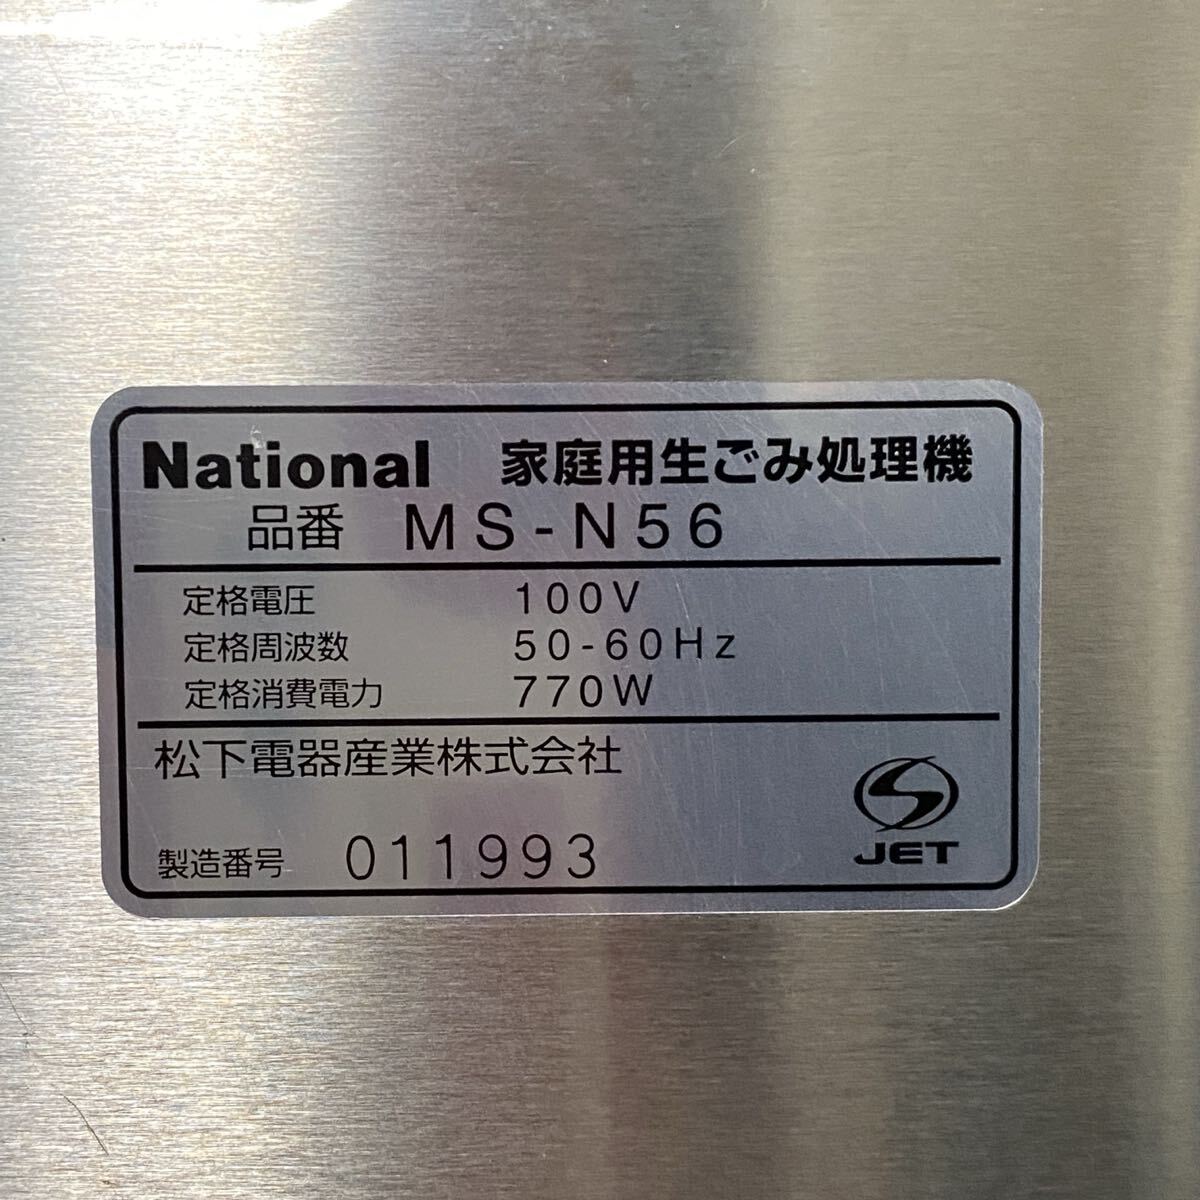 National 家庭用生ごみ処理機
品番 MS-N56
定格電圧 100V
定格周波数 50-60Hz
定格消費電力 770W
松下電器産業株式会社
JET
製造番号 011993